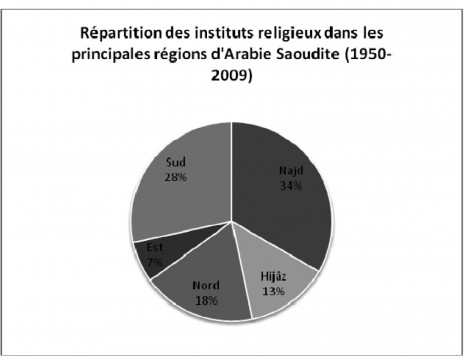 Répartition des instituts religieux dans les
principales régions d'Arabie Saoudite (1950-
2009)
Sud
28%
Najd
34%
Est
7%
Nord
18%
Hijâz
13%